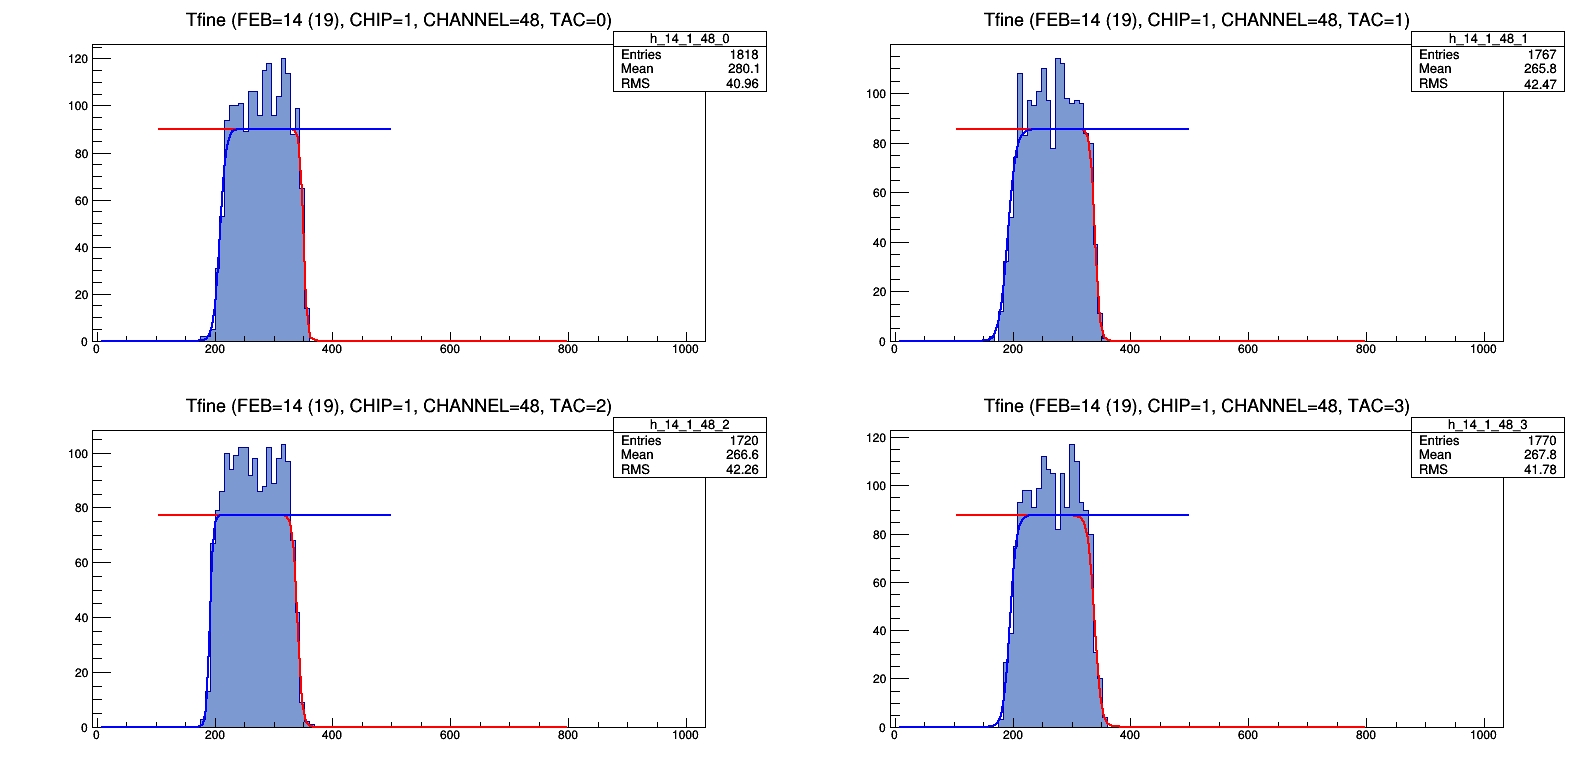 Tfine (FEB=14 (19), CHIP=1, CHANNEL=48, TAC=0)
h_14_1_48_0
Entries 1818
Mean 280.1
RMS 40.96
120
100
80
60
40
20
0
0 200 400 600 800 1000
Tfine (FEB=14 (19), CHIP=1, CHANNEL=48, TAC=1)
h_14_1_48_1
Entries 1767
Mean 265.8
RMS 42.47
100
80
60
40
20
0
0 200 400 600 800 1000
Tfine (FEB=14 (19), CHIP=1, CHANNEL=48, TAC=2)
h_14_1_48_2
Entries 1720
Mean 266.6
RMS 42.26
100
80
60
40
20
0
0 200 400 600 800 1000
Tfine (FEB=14 (19), CHIP=1, CHANNEL=48, TAC=3)
h_14_1_48_3
Entries 1770
Mean 267.8
RMS 41.78
120
100
80
60
40
20
0
0 200 400 600 800 1000